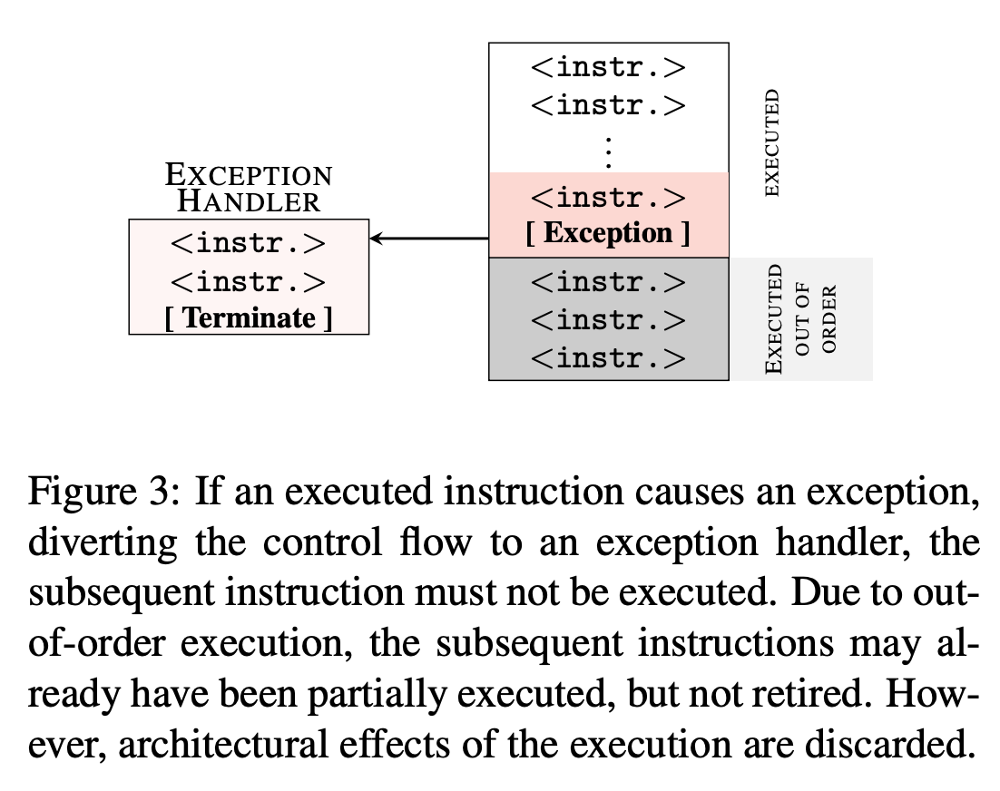 <instr.>
<instr.>
⋮
<instr.>
[ Exception ]
<instr.>
<instr.>
<instr.>
EXECUTED
EXECUTED
OUT OF
ORDER
EXCEPTION
HANDLER
<instr.>
<instr.>
[ Terminate ]
Figure 3: If an executed instruction causes an exception,
diverting the control flow to an exception handler, the
subsequent instruction must not be executed. Due to out-
of-order execution, the subsequent instructions may al-
ready have been partially executed, but not retired. How-
ever, architectural effects of the execution are discarded.